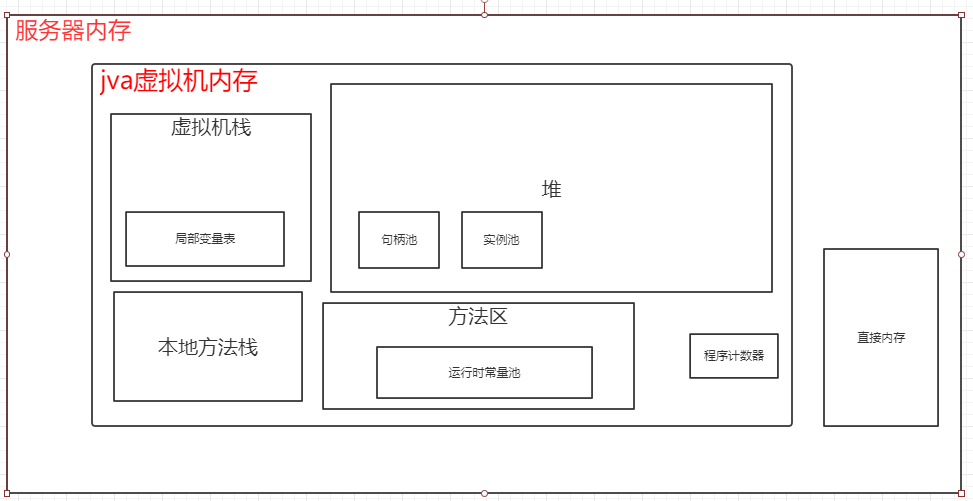 服务器内存
jva虚拟机内存
虚拟机栈
局部变量表
堆
句柄池
实例池
本地方法栈
方法区
运行时常量池
程序计数器
直接内存